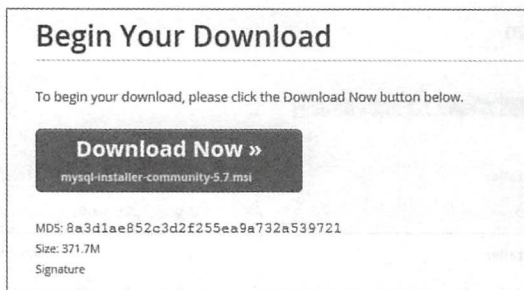 Begin Your Download
To begin your download, please click the Download Now button below.
Download Now »
mysql-installer-community-5.7.msi
MD5: 8a3d1ae852c3d2f255ea9a732a539721
Size: 371.7M
Signature